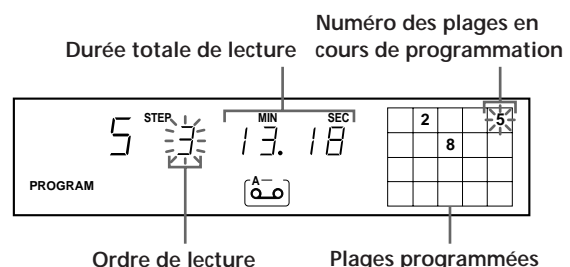 Numéro des plages en
Durée totale de lecture cours de programmation
5 STEP 3 MIN 13. SEC 18 2 5
8
PROGRAM A
Ordre de lecture Plages programmées